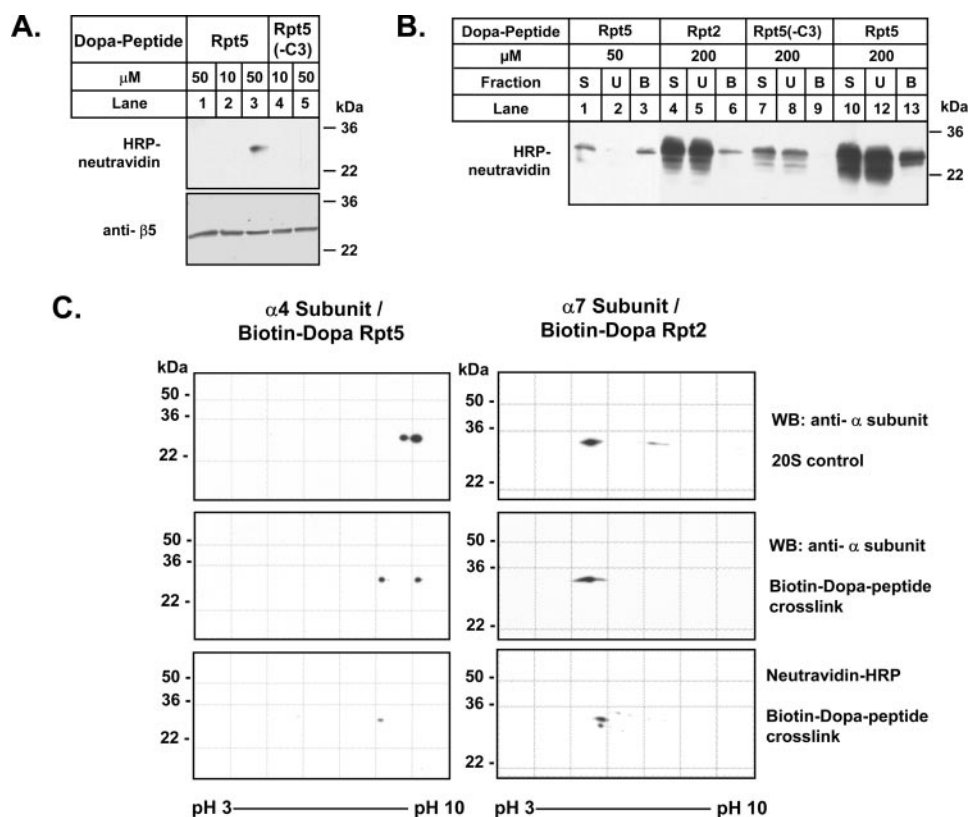 A.
Dopa-Peptide Rpt5 Rpt5 (-C3)
μM 50 10 50 10 50
Lane 1 2 3 4 5
kDa
HRP-neutravidin
36
22
anti- β5
36
22
B.
Dopa-Peptide Rpt5 Rpt2 Rpt5(-C3) Rpt5
μM 50 200 200 200
Fraction S U B S U B S U B S U B
Lane 1 2 3 4 5 6 7 8 9 10 12 13
kDa
HRP-neutravidin
36
22
C.
α4 Subunit /
Biotin-Dopa Rpt5
kDa
50 -
36 -
22 -
50 -
36 -
22 -
50 -
36 -
22 -
pH 3 pH 10
α7 Subunit /
Biotin-Dopa Rpt2
kDa
50 -
36 -
22 -
WB: anti- α subunit
20S control
50 -
36 -
22 -
WB: anti- α subunit
Biotin-Dopa-peptide
crosslink
50 -
36 -
22 -
Neutravidin-HRP
Biotin-Dopa-peptide
crosslink
pH 3 pH 10